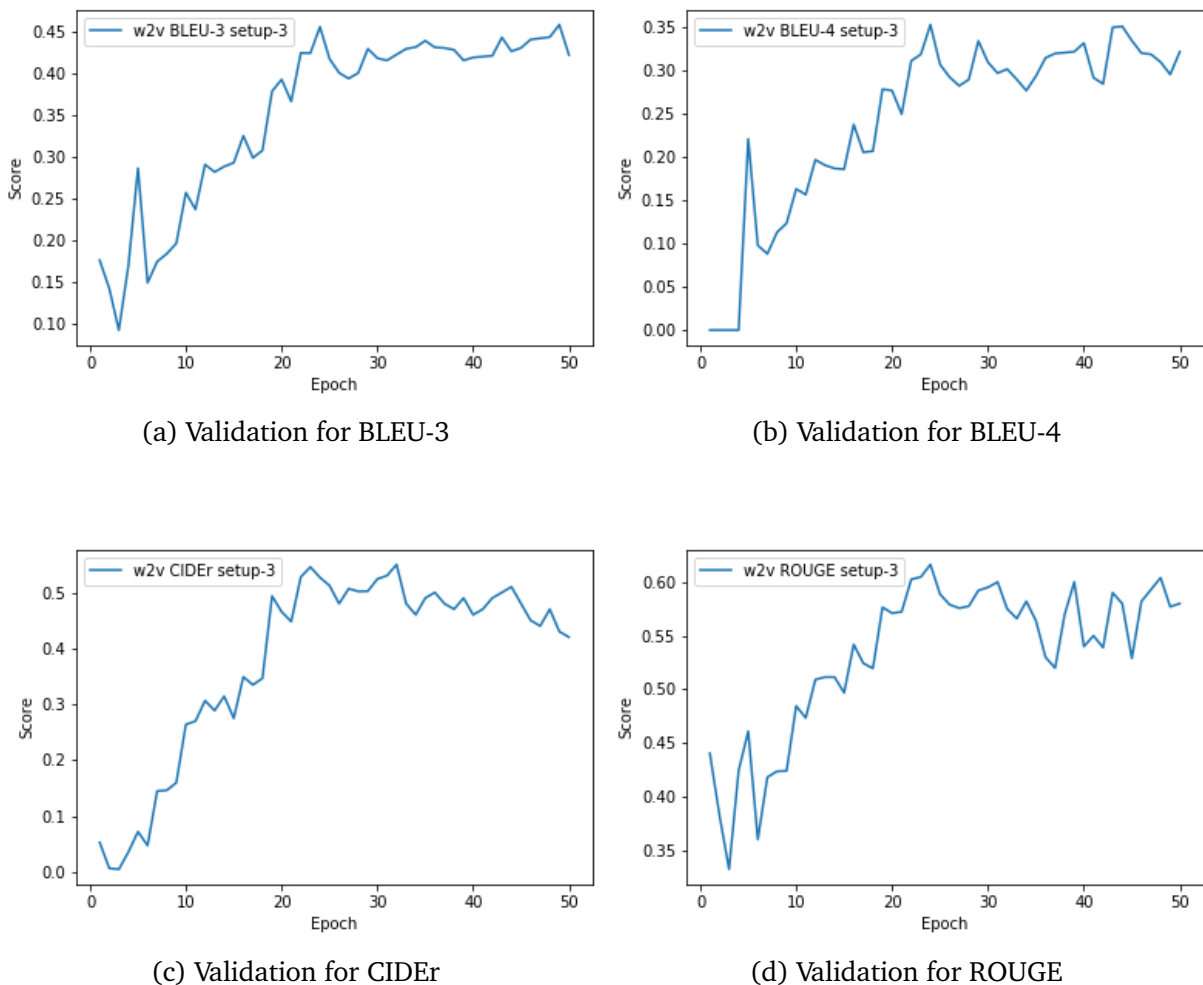 w2v BLEU-3 setup-3
0.45
0.40
0.35
0.30
0.25
0.20
0.15
0.10
Score
0 10 20 30 40 50
Epoch
(a) Validation for BLEU-3
w2v BLEU-4 setup-3
0.35
0.30
0.25
0.20
0.15
0.10
0.05
0.00
Score
0 10 20 30 40 50
Epoch
(b) Validation for BLEU-4
w2v CIDEr setup-3
0.5
0.4
0.3
0.2
0.1
0.0
Score
0 10 20 30 40 50
Epoch
(c) Validation for CIDEr
w2v ROUGE setup-3
0.60
0.55
0.50
0.45
0.40
0.35
Score
0 10 20 30 40 50
Epoch
(d) Validation for ROUGE